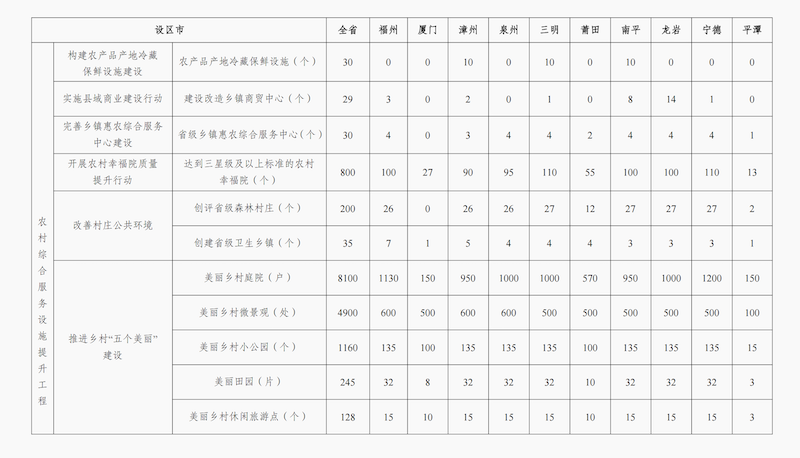 设区市 全省 福州 厦门 漳州 泉州 三明 莆田 南平 龙岩 宁德 平潭
农村综合服务设施提升工程
构建农产品产地冷藏
保鲜设施建设
农产品产地冷藏保鲜设施（个） 30 0 0 10 0 10 0 10 0 0 0
实施县域商业建设行动 建设改造乡镇商贸中心（个） 29 3 0 2 0 1 0 8 14 1 0
完善乡镇惠农综合服务
中心建设
省级乡镇惠农综合服务中心(个） 30 4 0 3 4 4 2 4 4 4 1
开展农村幸福院质量
提升行动
达到三星级及以上标准的农村
幸福院（个） 800 100 27 90 95 110 55 100 100 110 13
改善村庄公共环境
创评省级森林村庄（个） 200 26 0 26 26 27 12 27 27 27 2
创建省级卫生乡镇（个） 35 7 1 5 4 4 4 3 3 3 1
推进乡村“五个美丽”
建设
美丽乡村庭院（户） 8100 1130 150 950 1000 1000 570 950 1000 1200 150
美丽乡村微景观（处） 4900 600 500 600 600 500 500 500 500 500 100
美丽乡村小公园（个） 1160 135 100 135 135 135 100 135 135 135 15
美丽田园（片） 245 32 8 32 32 32 10 32 32 32 3
美丽乡村休闲旅游点（个） 128 15 10 15 15 15 10 15 15 15 3